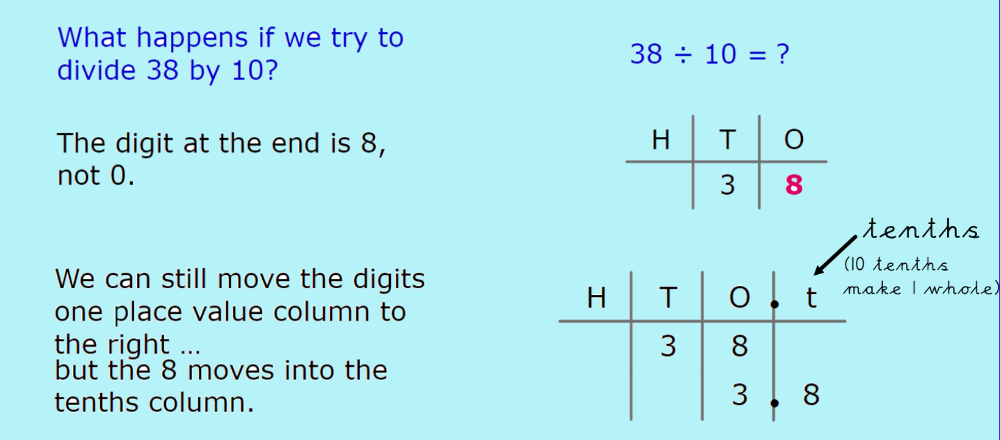 What happens if we try to
divide 38 by 10?
38 ÷ 10 = ?
The digit at the end is 8,
not 0.
H T O
3 8
We can still move the digits
one place value column to
the right ...
but the 8 moves into the
tenths column.
tenths
(10 tenths
make 1 whole)
H T O . t
3 8
3 . 8